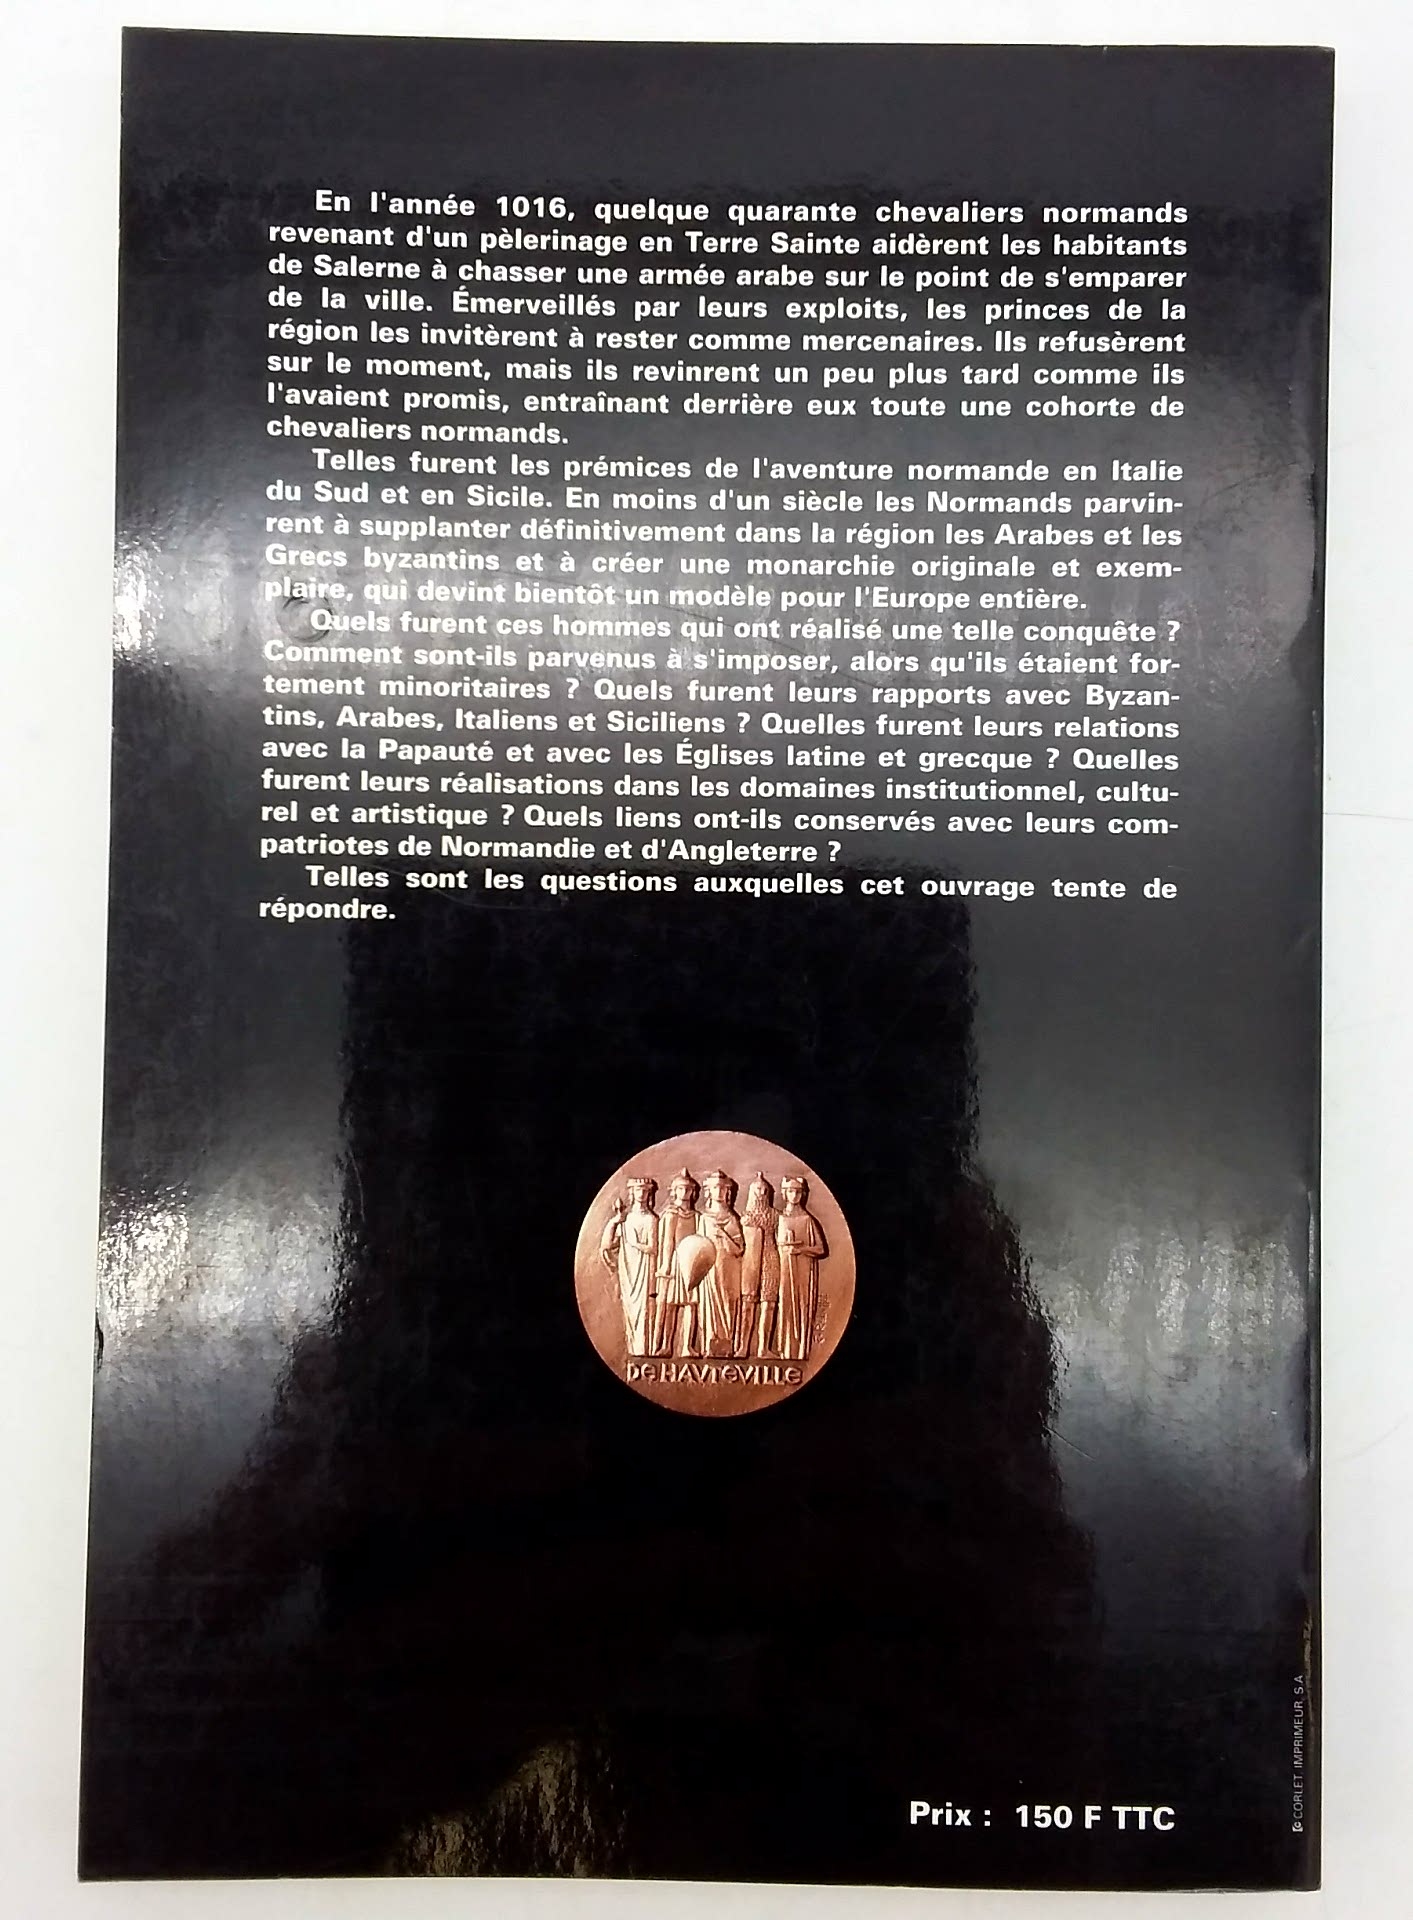 En l'année 1016, quelque quarante chevaliers normands
revenant d'un pèlerinage en Terre Sainte aidèrent les habitants
de Salerne à chasser une armée arabe sur le point de s'emparer
de la ville. Émerveillés par leurs exploits, les princes de la
région les invitèrent à rester comme mercenaires. Ils refusèrent
sur le moment, mais ils revinrent un peu plus tard comme ils
l'avaient promis, entraînant derrière eux toute une cohorte de
chevaliers normands.
Telles furent les prémices de l'aventure normande en Italie
du Sud et en Sicile. En moins d'un siècle les Normands parvin-
rent à supplanter définitivement dans la région les Arabes et les
Grecs byzantins et à créer une monarchie originale et exem-
plaire, qui devint bientôt un modèle pour l'Europe entière.
Quels furent ces hommes qui ont réalisé une telle conquête ?
Comment sont-ils parvenus à s'imposer, alors qu'ils étaient for-
tement minoritaires ? Quels furent leurs rapports avec Byzan-
tins, Arabes, Italiens et Siciliens ? Quelles furent leurs relations
avec la Papauté et avec les Églises latine et grecque ? Quelles
furent leurs réalisations dans les domaines institutionnel, cultu-
rel et artistique ? Quels liens ont-ils conservés avec leurs com-
patriotes de Normandie et d'Angleterre ?
Telles sont les questions auxquelles cet ouvrage tente de
répondre.
DE HAVTEVILLE
Prix : 150 F TTC
CORLET, IMPRIMEUR, S.A.